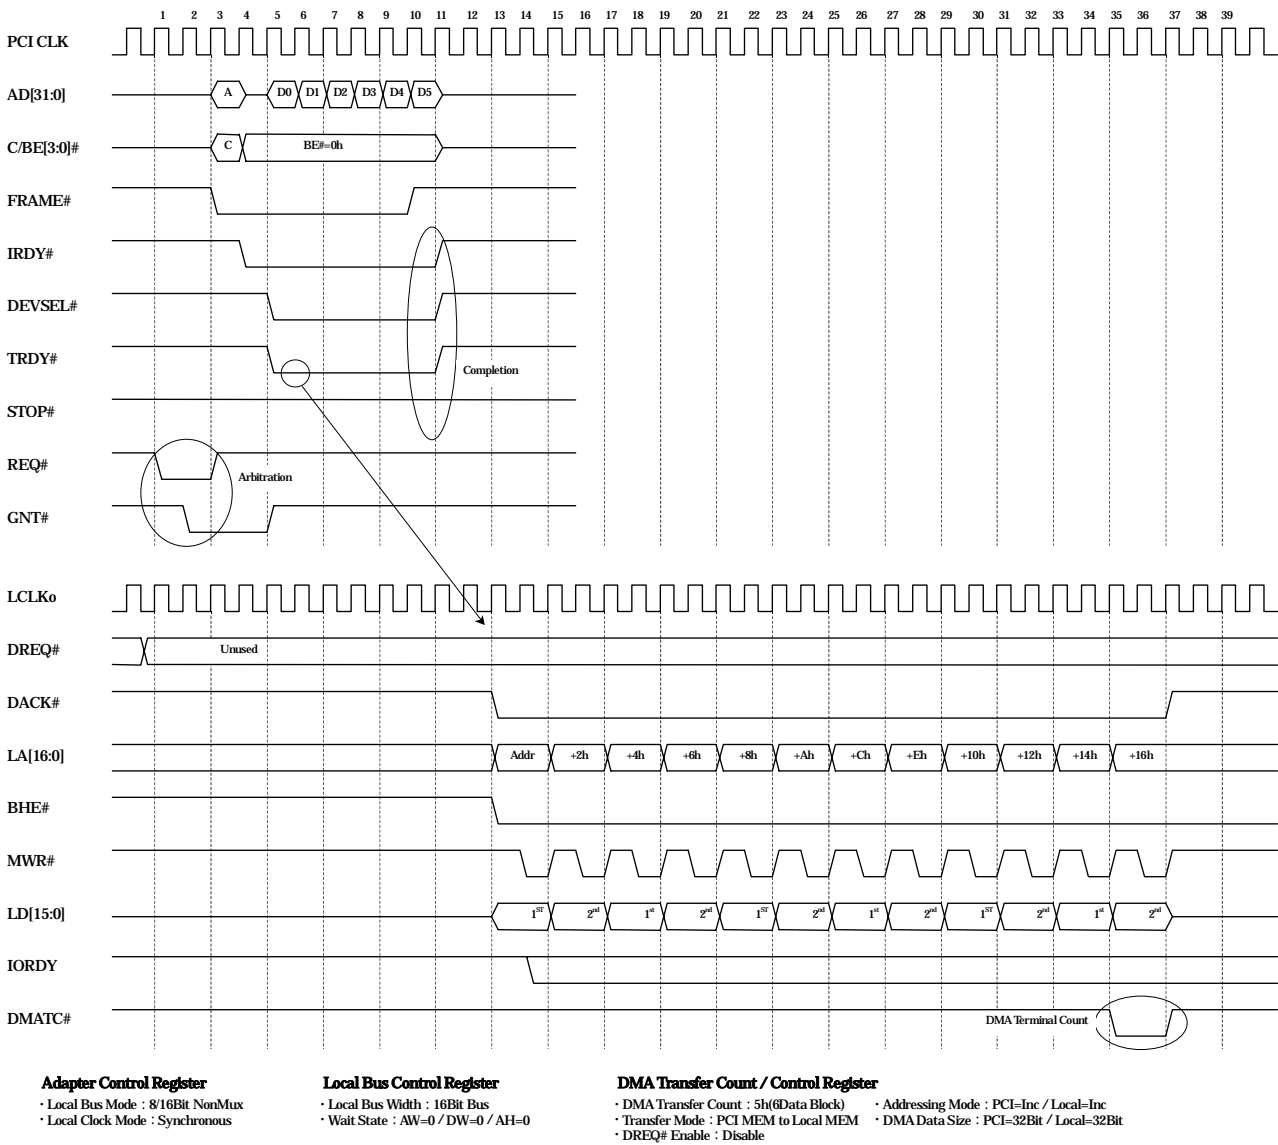 1 2 3 4 5 6 7 8 9 10 11 12 13 14 15 16 17 18 19 20 21 22 23 24 25 26 27 28 29 30 31 32 33 34 35 36 37 38 39
PCI CLK
AD[31:0] A D0 D1 D2 D3 D4 D5
C/BE[3:0]# C BE#=0h
FRAME#
IRDY#
DEVSEL#
TRDY#
Completion
STOP#
REQ#
Arbitration
GNT#
LCLKo
DREQ# Unused
DACK#
LA[16:0] Addr +2h +4h +6h +8h +Ah +Ch +Eh +10h +12h +14h +16h
BHE#
MWR#
LD[15:0] 1ST 2nd 1st 2nd 1ST 2nd 1st 2nd 1ST 2nd 1st 2nd
IORDY
DMATC# DMA Terminal Count
Adapter Control Register
・Local Bus Mode : 8/16Bit NonMux
・Local Clock Mode : Synchronous
Local Bus Control Register
・Local Bus Width : 16Bit Bus
・Wait State : AW=0 / DW=0 / AH=0
DMA Transfer Count / Control Register
・DMA Transfer Count : 5h(6Data Block)
・Transfer Mode : PCI MEM to Local MEM
・DREQ# Enable : Disable
・Addressing Mode : PCI=Inc / Local=Inc
・DMA Data Size : PCI=32Bit / Local=32Bit